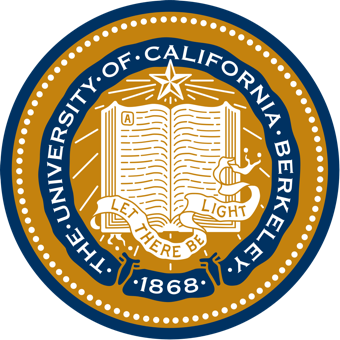 ·THE·UNIVERSITY·OF·CALIFORNIA·BERKELEY·
A
LET THERE BE LIGHT
·1868·